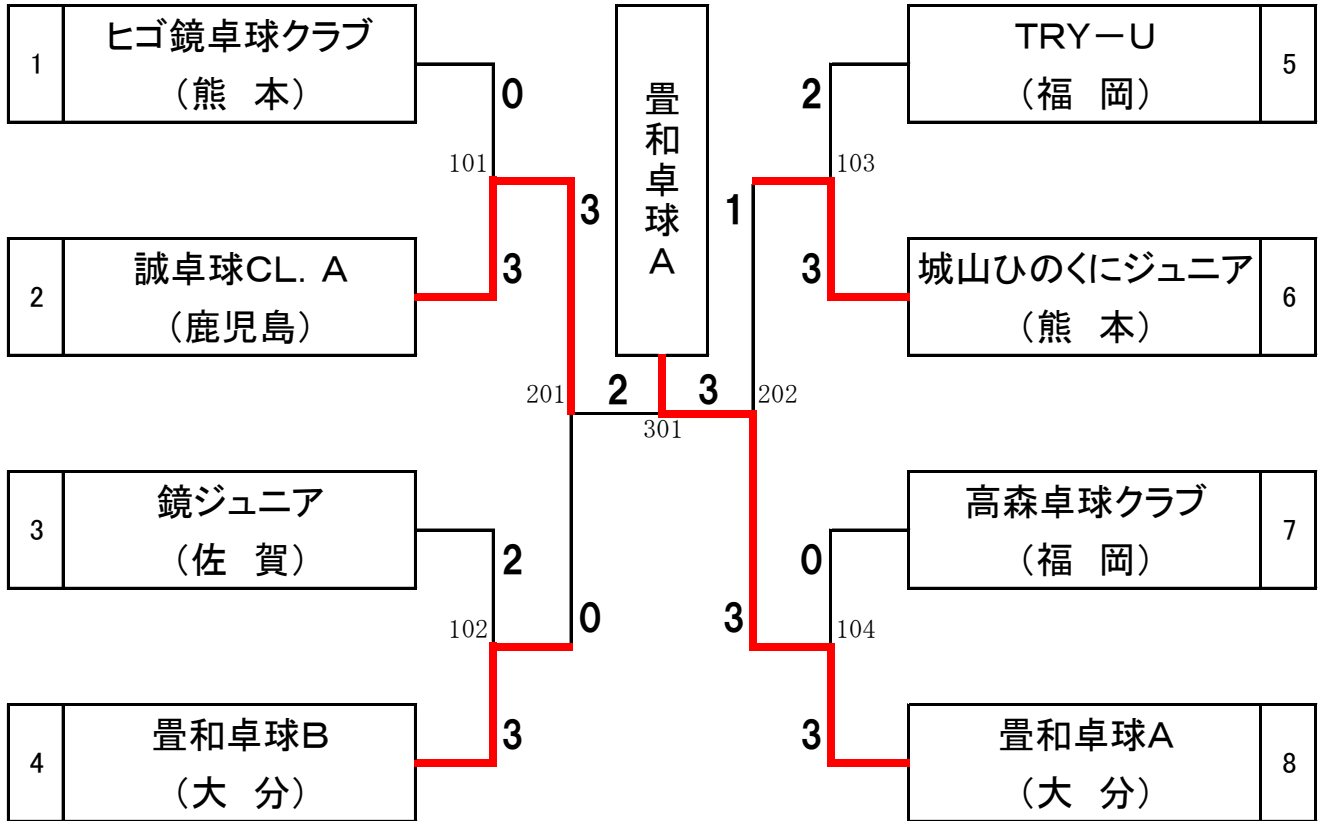 1
ヒゴ鏡卓球クラブ
（熊　本）
0
101
2
誠卓球CL．A
（鹿児島）
3
3
201
3
鏡ジュニア
（佐　賀）
2
102
0
4
畳和卓球B
（大　分）
3
畳和卓球A
2
3
301
TRY－U
（福　岡）
5
2
103
1
城山ひのくにジュニア
（熊　本）
6
3
202
高森卓球クラブ
（福　岡）
7
0
104
3
畳和卓球A
（大　分）
8
3